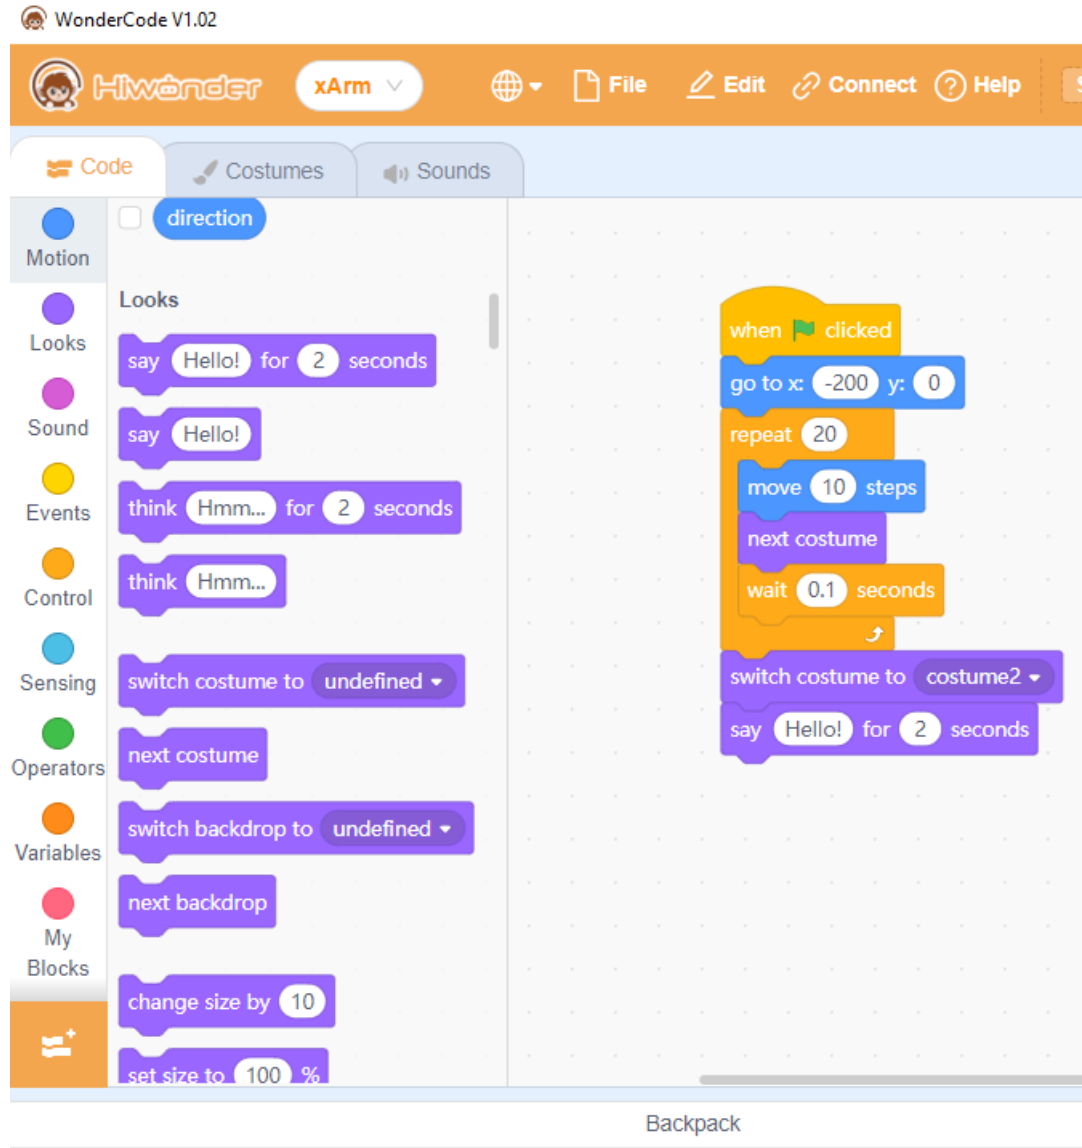 WonderCode V1.02
Hiwonder xArm File Edit Connect Help
Code Costumes Sounds
Motion
Looks
Sound
Events
Control
Sensing
Operators
Variables
My
Blocks
direction
Looks
say Hello! for 2 seconds
say Hello!
think Hmm... for 2 seconds
think Hmm...
switch costume to undefined
next costume
switch backdrop to undefined
next backdrop
change size by 10
set size to 100 %
when clicked
go to x: -200 y: 0
repeat 20
move 10 steps
next costume
wait 0.1 seconds
switch costume to costume2
say Hello! for 2 seconds
Backpack